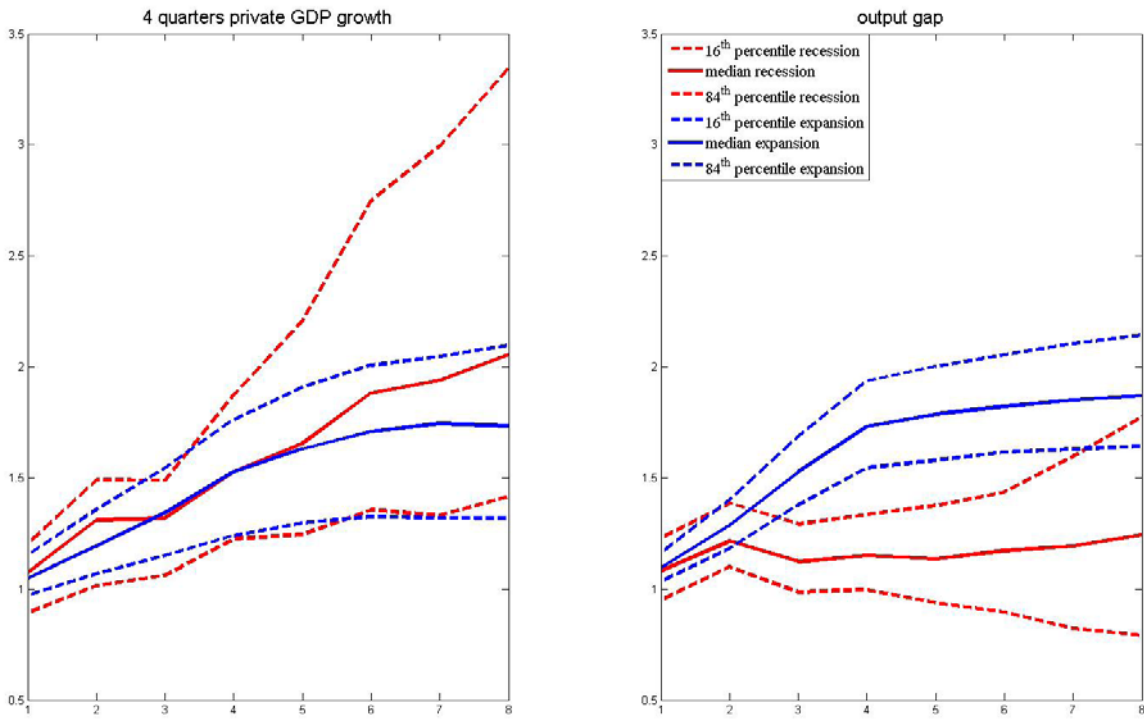 4 quarters private GDP growth
3.5
3
2.5
2
1.5
1
0.5
1 2 3 4 5 6 7 8
output gap
3.5
3
2.5
2
1.5
1
0.5
1 2 3 4 5 6 7 8
16th percentile recession
median recession
84th percentile recession
16th percentile expansion
median expansion
84th percentile expansion